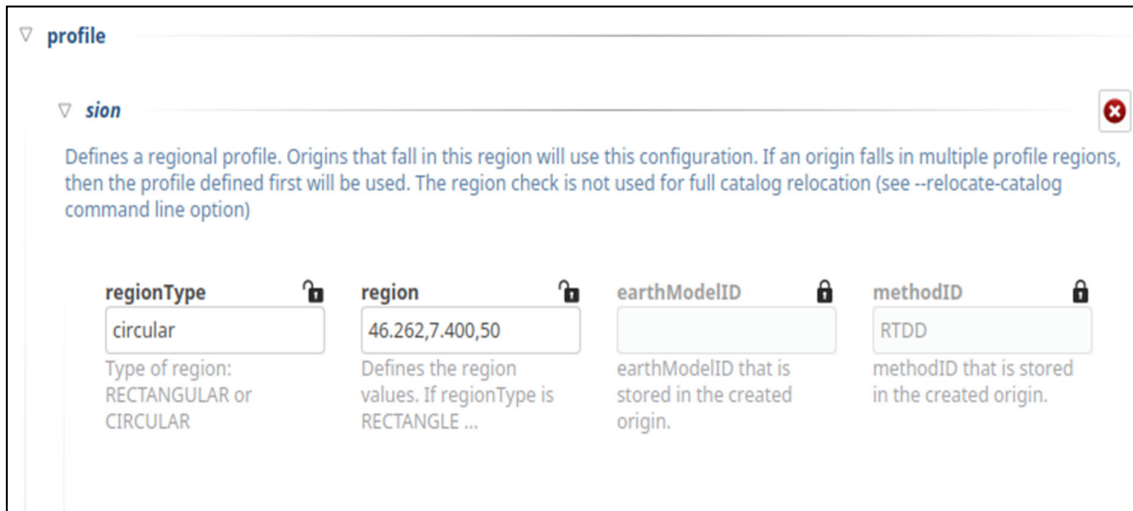 profile
sion
Defines a regional profile. Origins that fall in this region will use this configuration. If an origin falls in multiple profile regions,
then the profile defined first will be used. The region check is not used for full catalog relocation (see --relocate-catalog
command line option)
regionType region earthModelID methodID
circular 46.262,7.400,50 RTDD
Type of region: Defines the region earthModelID that is methodID that is stored
RECTANGULAR or values. If regionType is stored in the created in the created origin.
CIRCULAR RECTANGLE ... origin.